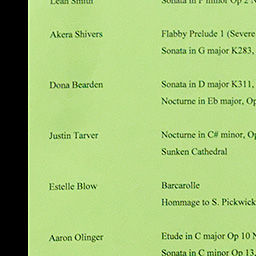 Leah Smith Sonata in F minor Op 2 N
Akera Shivers Flabby Prelude 1 (Severe
Sonata in G major K283,
Dona Bearden Sonata in D major K311,
Nocturne in Eb major, Op
Justin Tarver Nocturne in C# minor, Op
Sunken Cathedral
Estelle Blow Barcarolle
Hommage to S. Pickwick
Aaron Olinger Etude in C major Op 10 N
Sonata in C minor Op 13,